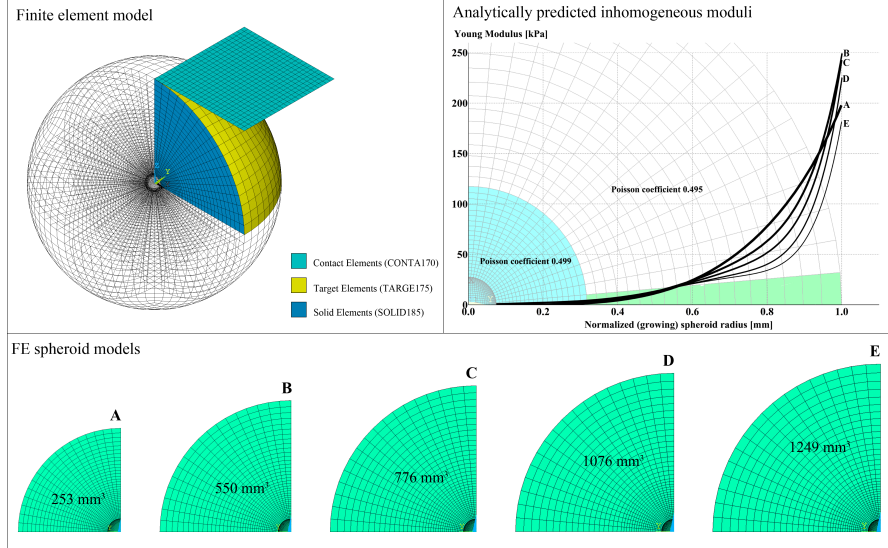 Finite element model
Contact Elements (CONTA170)
Target Elements (TARGE175)
Solid Elements (SOLID185)
Analytically predicted inhomogeneous moduli
Young Modulus [kPa]
250
200
150
100
50
0
B
C
D
A
E
Poisson coefficient 0.495
Poisson coefficient 0.499
0.0 0.2 0.4 0.6 0.8 1.0
Normalized (growing) spheroid radius [mm]
FE spheroid models
A
253 mm³
B
550 mm³
C
776 mm³
D
1076 mm³
E
1249 mm³